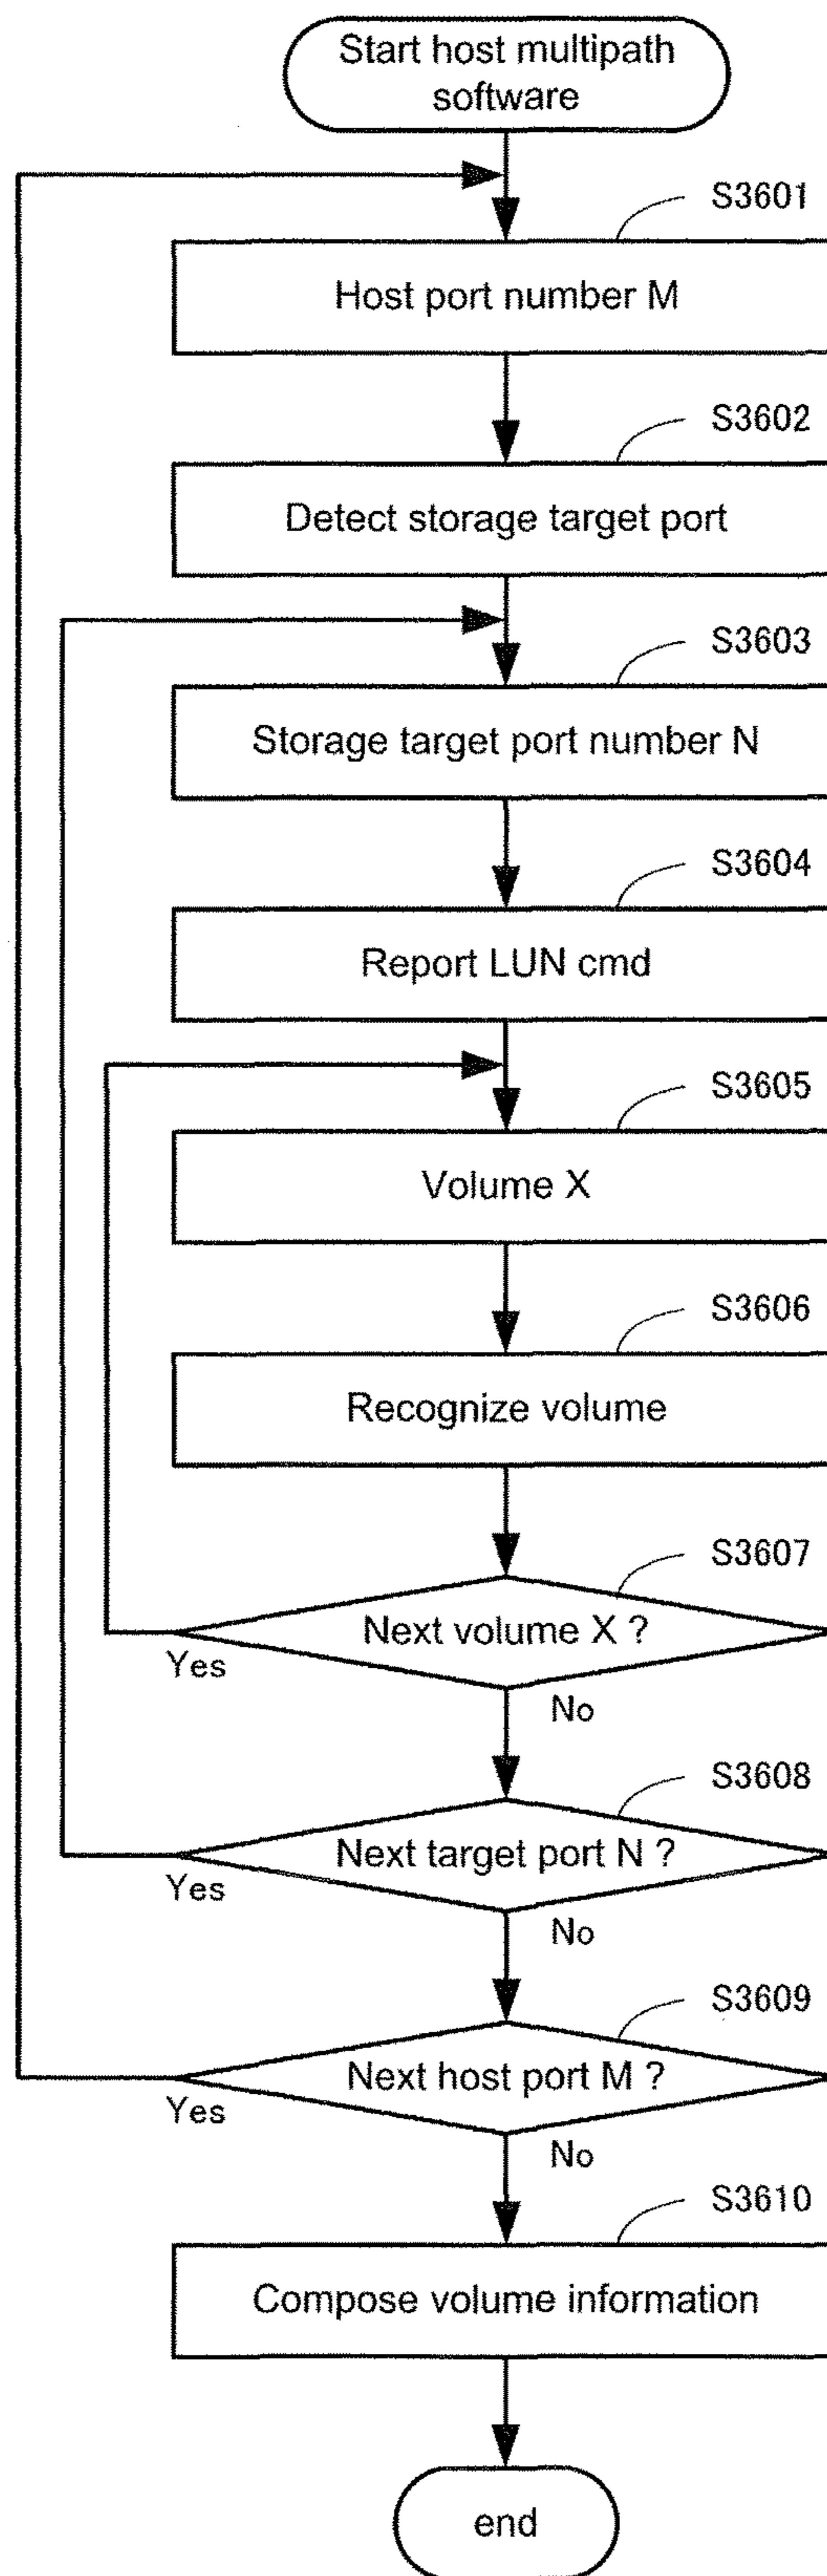 Start host multipath
software
S3601
Host port number M
S3602
Detect storage target port
S3603
Storage target port number N
S3604
Report LUN cmd
S3605
Volume X
S3606
Recognize volume
S3607
Next volume X ?
Yes
No
S3608
Next target port N ?
Yes
No
S3609
Next host port M ?
Yes
No
S3610
Compose volume information
end